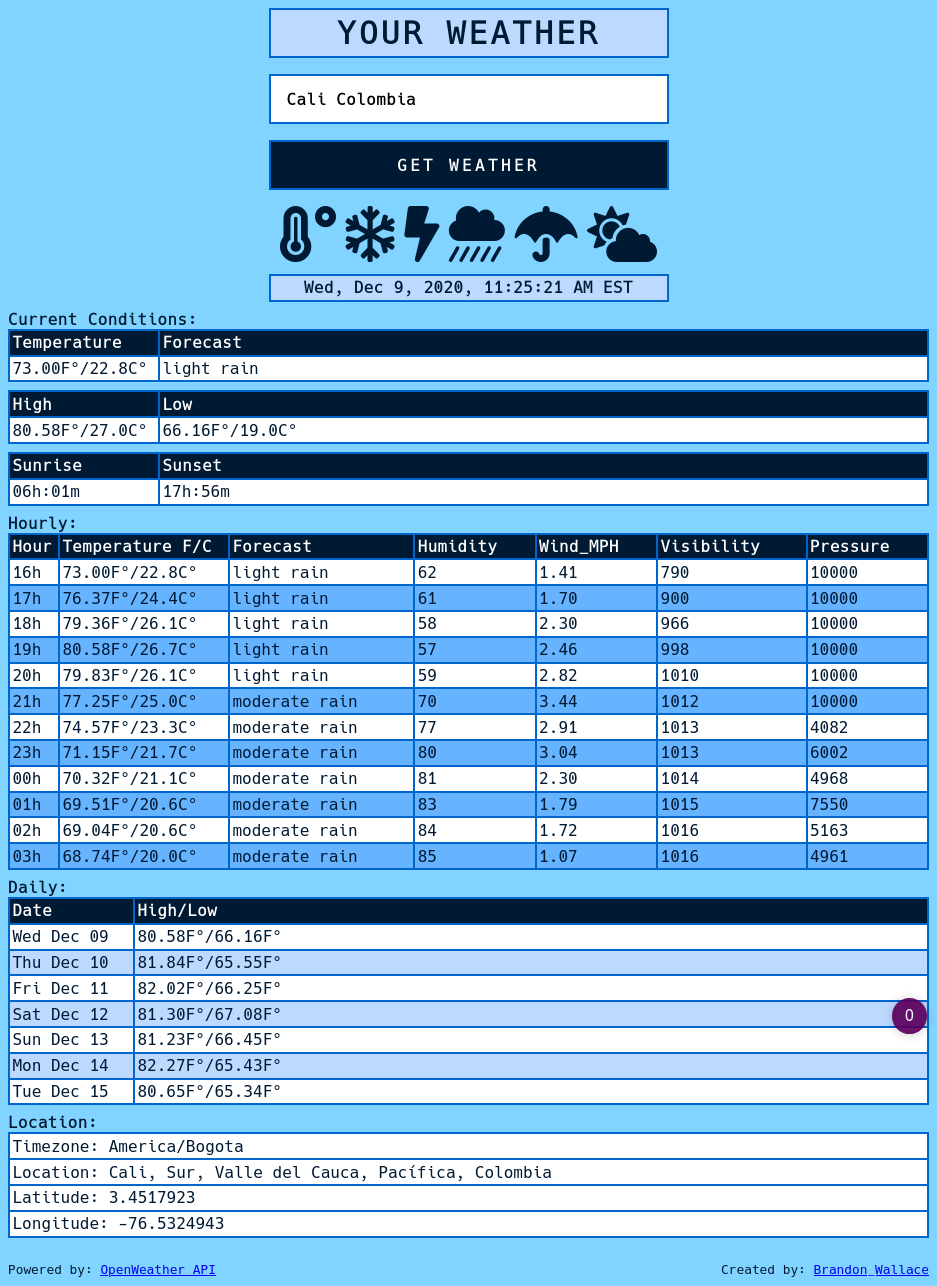 YOUR WEATHER
Cali Colombia
GET WEATHER
Wed, Dec 9, 2020, 11:25:21 AM EST
Current Conditions:
Temperature Forecast
73.00F°/22.8C° light rain
High Low
80.58F°/27.0C° 66.16F°/19.0C°
Sunrise Sunset
06h:01m 17h:56m
Hourly:
Hour Temperature F/C Forecast Humidity Wind_MPH Visibility Pressure
16h 73.00F°/22.8C° light rain 62 1.41 790 10000
17h 76.37F°/24.4C° light rain 61 1.70 900 10000
18h 79.36F°/26.1C° light rain 58 2.30 966 10000
19h 80.58F°/26.7C° light rain 57 2.46 998 10000
20h 79.83F°/26.1C° light rain 59 2.82 1010 10000
21h 77.25F°/25.0C° moderate rain 70 3.44 1012 10000
22h 74.57F°/23.3C° moderate rain 77 2.91 1013 4082
23h 71.15F°/21.7C° moderate rain 80 3.04 1013 6002
00h 70.32F°/21.1C° moderate rain 81 2.30 1014 4968
01h 69.51F°/20.6C° moderate rain 83 1.79 1015 7550
02h 69.04F°/20.6C° moderate rain 84 1.72 1016 5163
03h 68.74F°/20.0C° moderate rain 85 1.07 1016 4961
Daily:
Date High/Low
Wed Dec 09 80.58F°/66.16F°
Thu Dec 10 81.84F°/65.55F°
Fri Dec 11 82.02F°/66.25F°
Sat Dec 12 81.30F°/67.08F° 0
Sun Dec 13 81.23F°/66.45F°
Mon Dec 14 82.27F°/65.43F°
Tue Dec 15 80.65F°/65.34F°
Location:
Timezone: America/Bogota
Location: Cali, Sur, Valle del Cauca, Pacífica, Colombia
Latitude: 3.4517923
Longitude: -76.5324943
Powered by: OpenWeather API Created by: Brandon Wallace